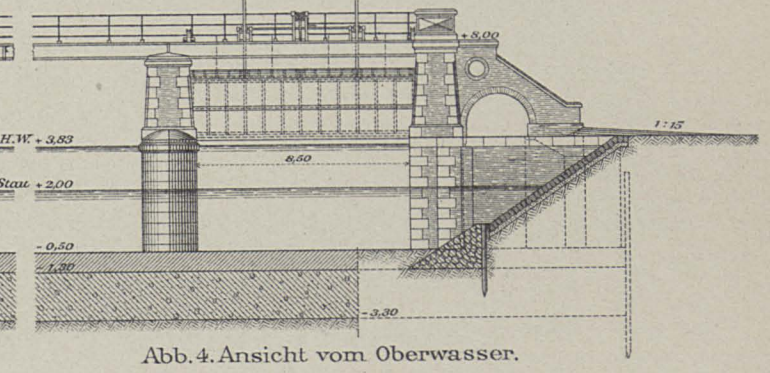 + 8,00
1:15
H.W. + 3,83
8,50
Stau + 2,00
- 0,50
- 1,30
- 3,30
Abb. 4. Ansicht vom Oberwasser.